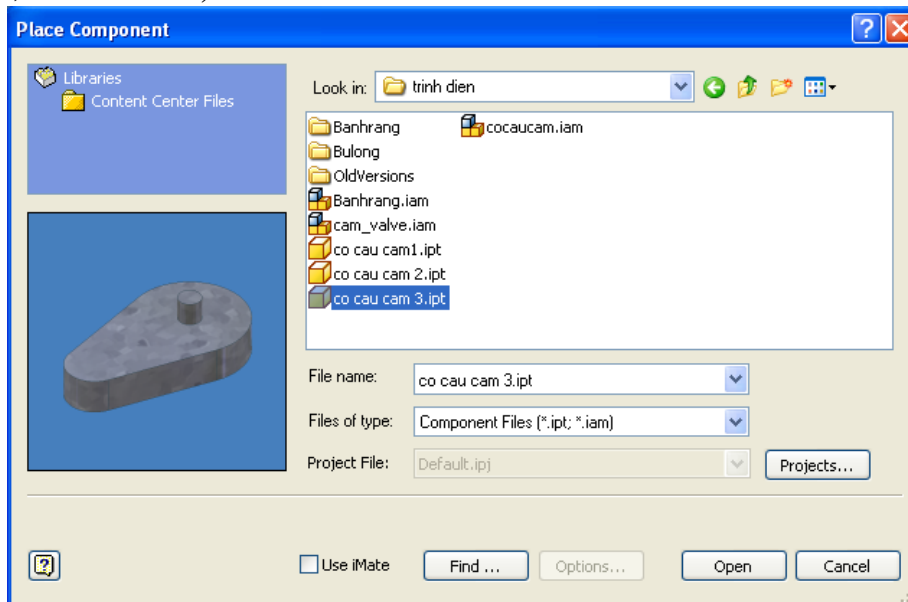 Place Component
Libraries
Content Center Files
Look in: trinh dien
Banhrang
Bulong
OldVersions
Banhrang.iam
cam_valve.iam
co cau cam1.ipt
co cau cam 2.ipt
co cau cam 3.ipt
cocaucam.iam
File name: co cau cam 3.ipt
Files of type: Component Files (*.ipt; *.iam)
Project File: Default.ipj Projects...
Use iMate Find ... Options... Open Cancel